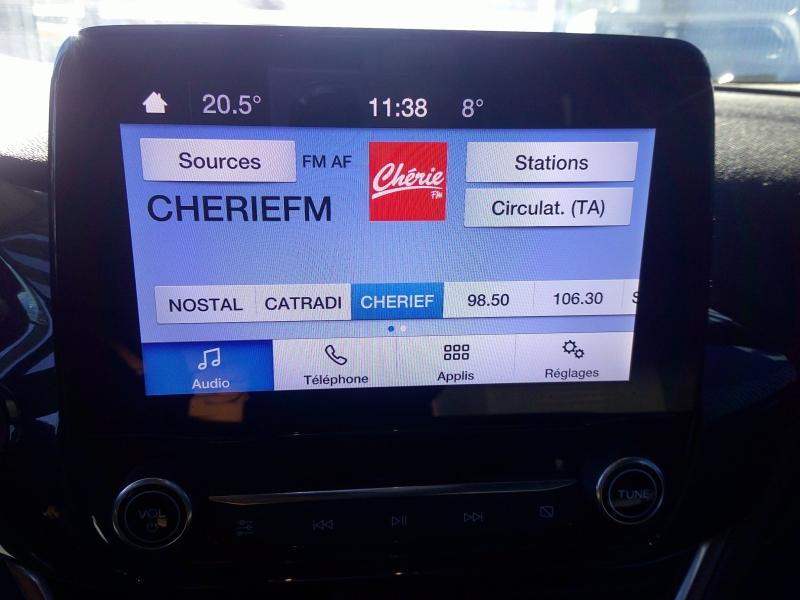 20.5° 11:38 8°
Sources FM AF Chérie FM Stations
CHERIEFM Circulat. (TA)
NOSTAL CATRADI CHERIEF 98.50 106.30 S
Audio Téléphone Applis Réglages
VOL TUNE